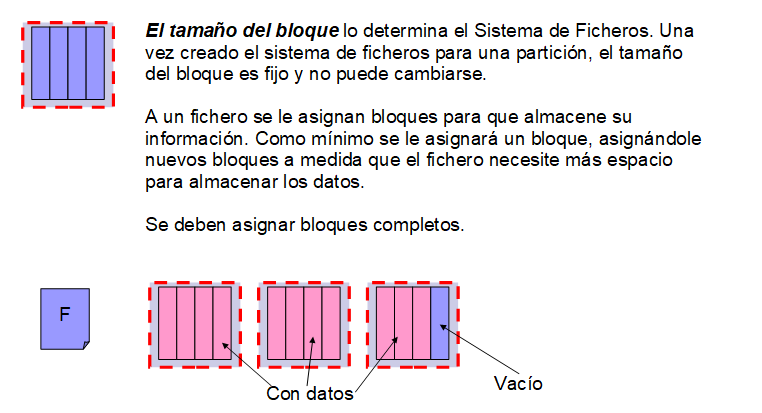 El tamaño del bloque lo determina el Sistema de Ficheros. Una
vez creado el sistema de ficheros para una partición, el tamaño
del bloque es fijo y no puede cambiarse.
A un fichero se le asignan bloques para que almacene su
información. Como mínimo se le asignará un bloque, asignándole
nuevos bloques a medida que el fichero necesite más espacio
para almacenar los datos.
Se deben asignar bloques completos.
F
Con datos
Vacío